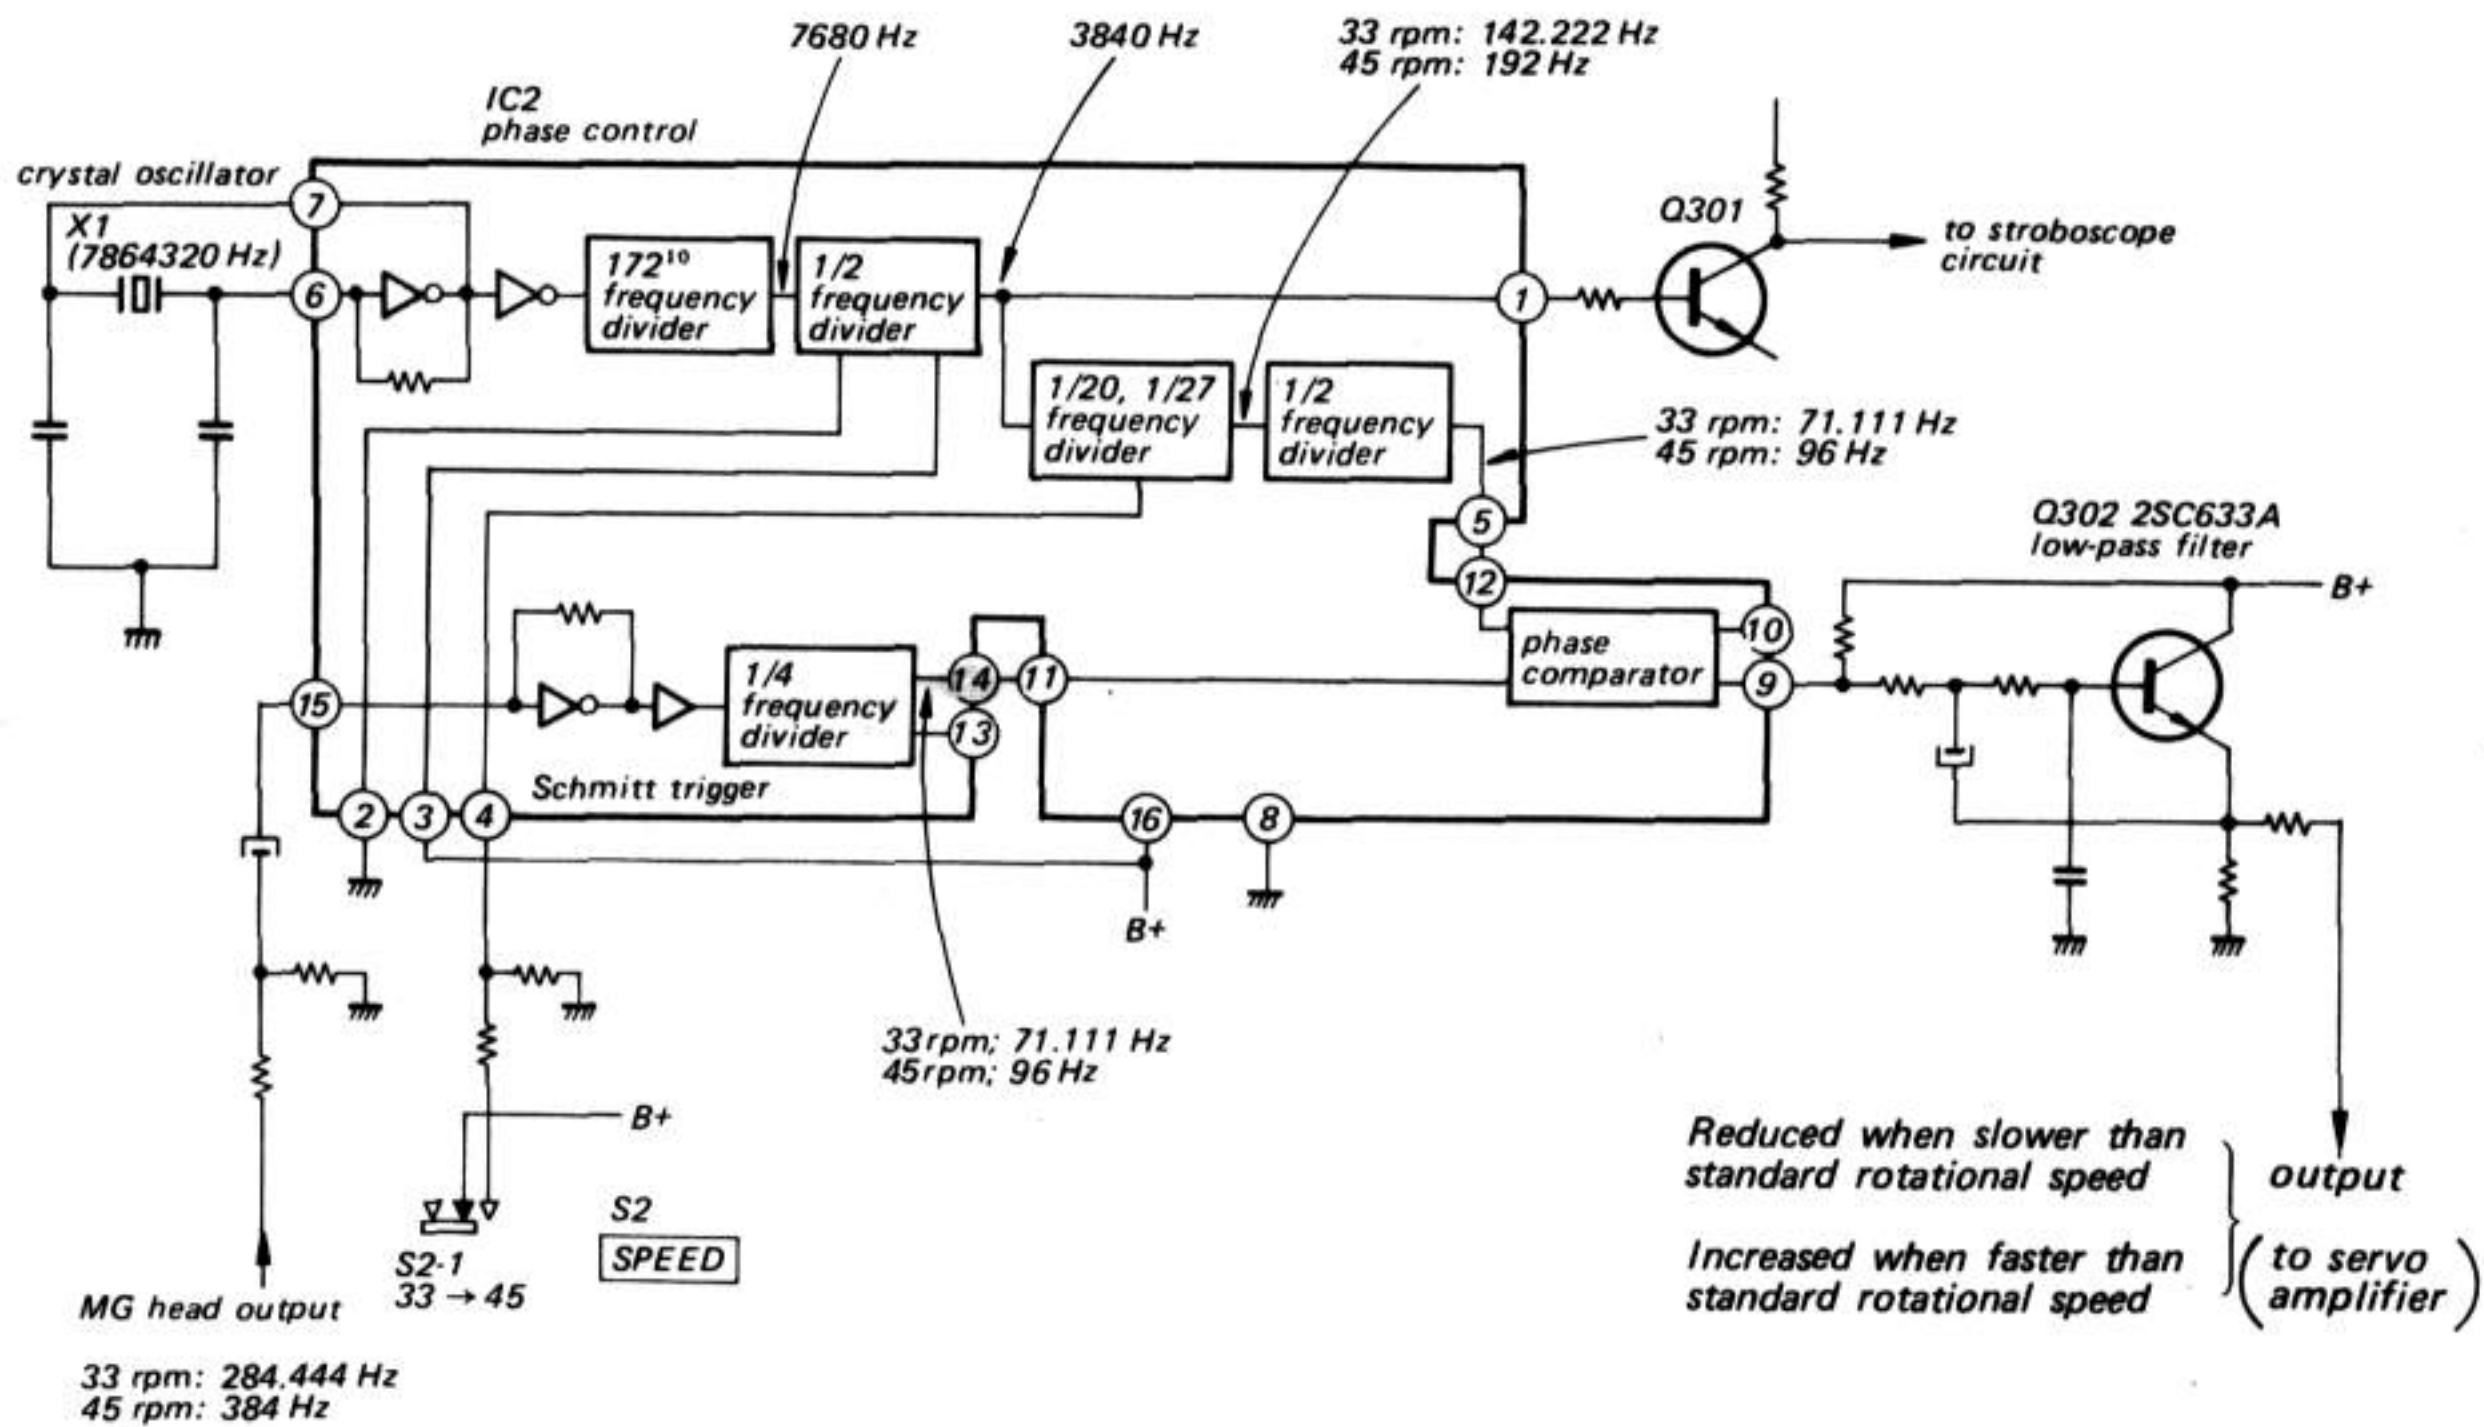 7680 Hz
3840 Hz
33 rpm: 142.222 Hz
45 rpm: 192 Hz
IC2
phase control
crystal oscillator
X1
(7864320 Hz)
7
6
172¹⁰
frequency
divider
1/2
frequency
divider
1
Q301
to stroboscope
circuit
1/20, 1/27
frequency
divider
1/2
frequency
divider
33 rpm: 71.111 Hz
45 rpm: 96 Hz
5
12
Q302 2SC633A
low-pass filter
B+
10
9
phase
comparator
15
1/4
frequency
divider
14
11
13
Schmitt trigger
2
3
4
16
8
B+
33rpm; 71.111 Hz
45rpm; 96 Hz
B+
S2
SPEED
S2-1
33 → 45
MG head output
33 rpm: 284.444 Hz
45 rpm: 384 Hz
Reduced when slower than
standard rotational speed
Increased when faster than
standard rotational speed
output
(to servo
amplifier)